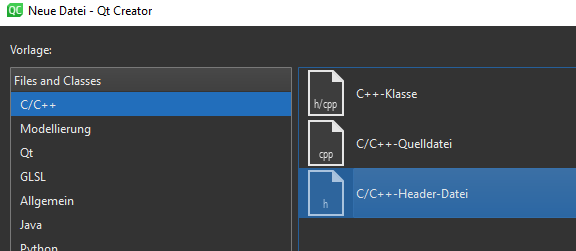 QC Neue Datei - Qt Creator
Vorlage:
Files and Classes
C/C++
Modellierung
Qt
GLSL
Allgemein
Java
Python
h/cpp
C++-Klasse
cpp
C/C++-Quelldatei
h
C/C++-Header-Datei